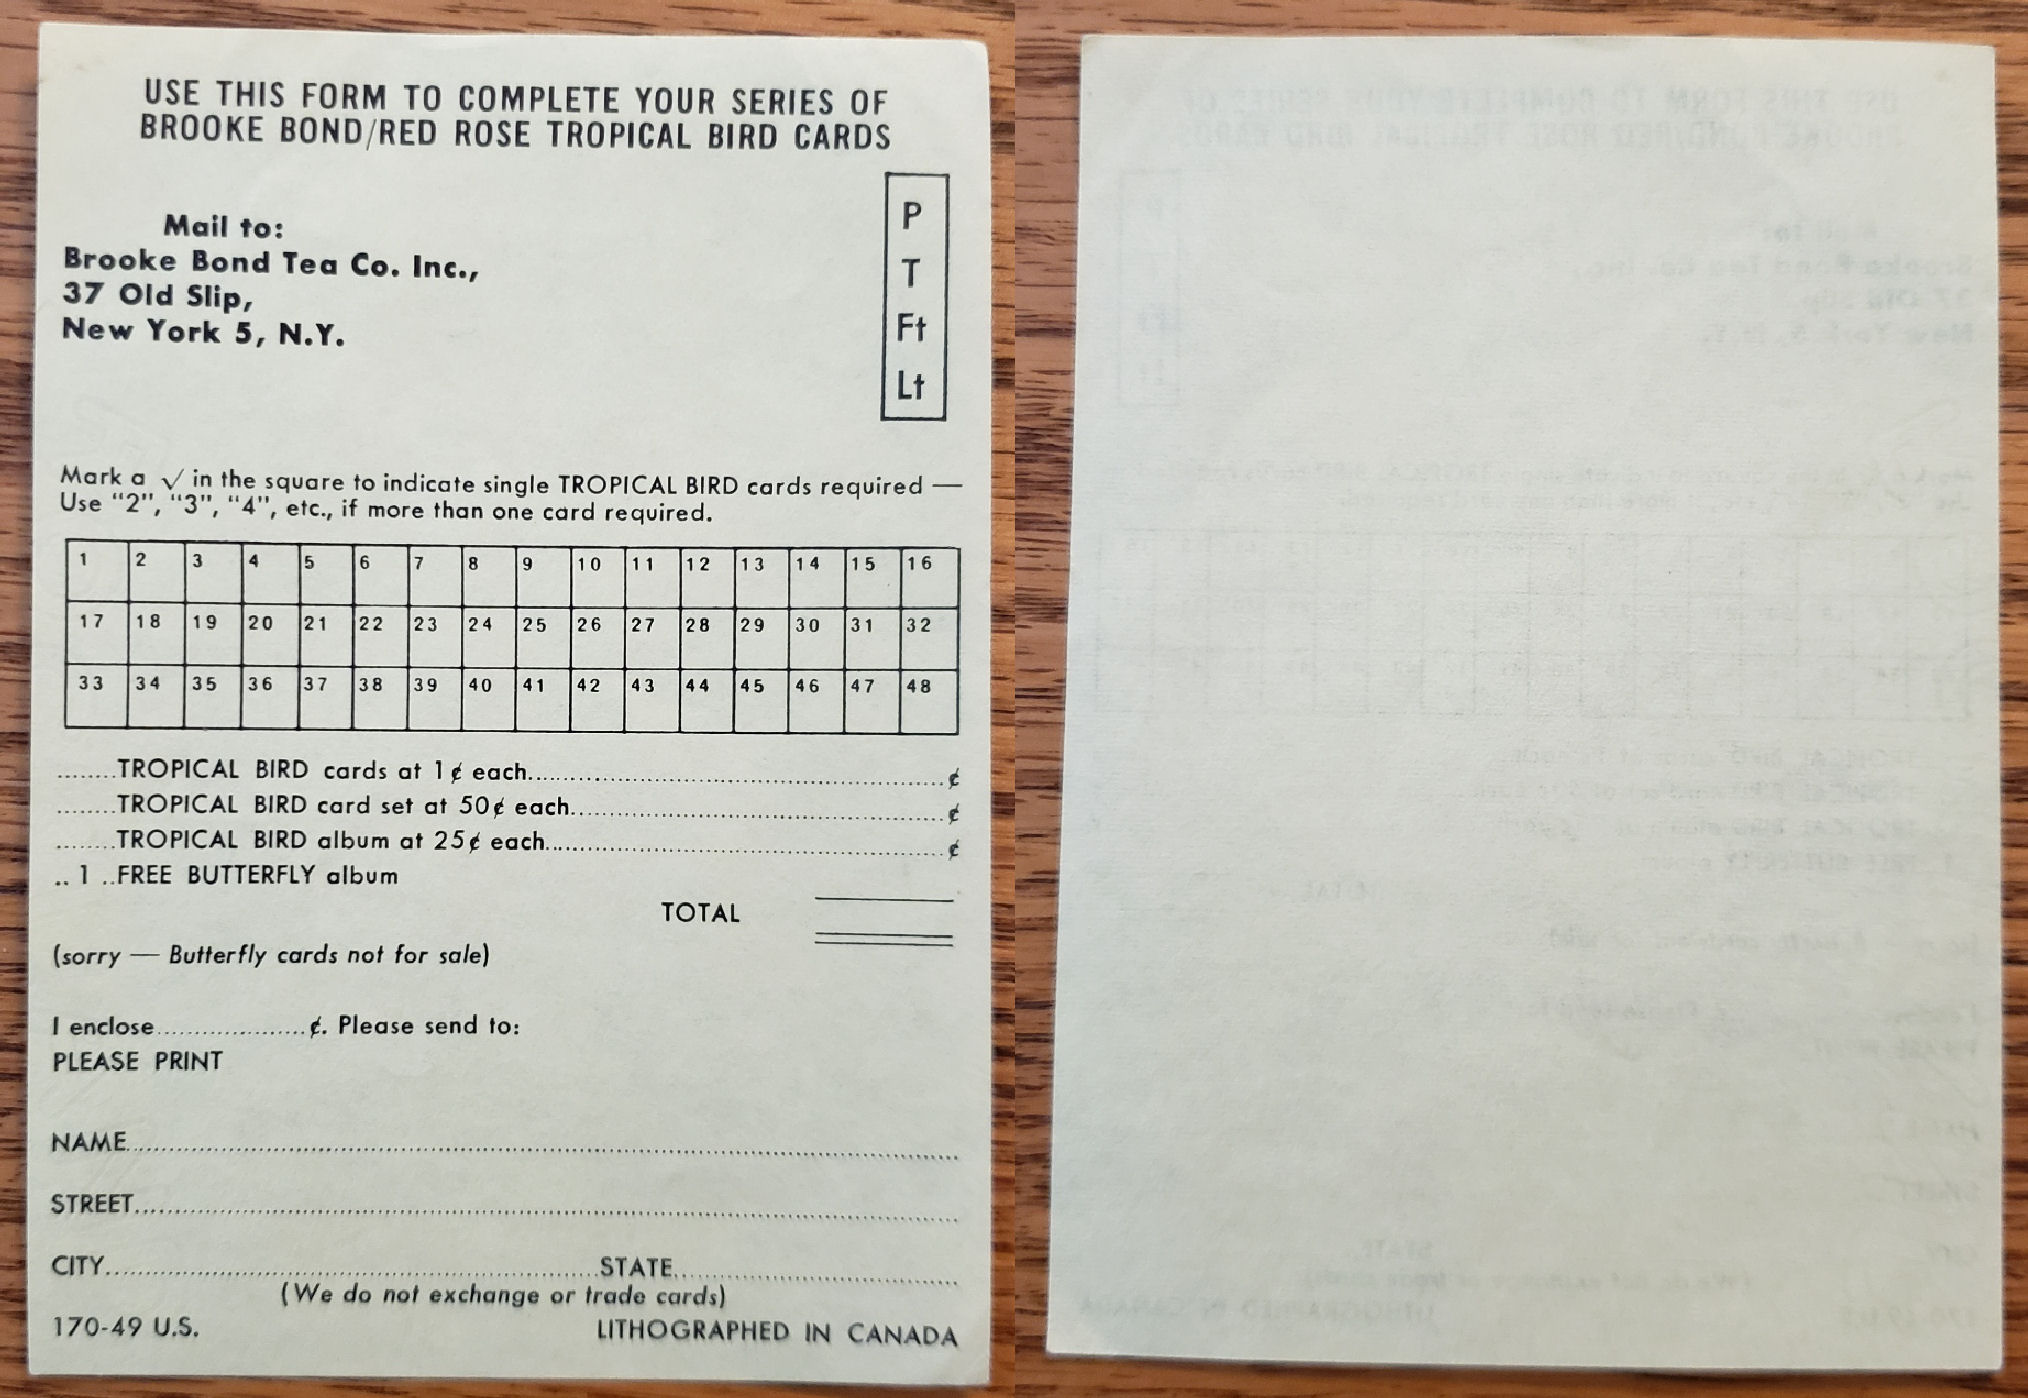 USE THIS FORM TO COMPLETE YOUR SERIES OF
BROOKE BOND/RED ROSE TROPICAL BIRD CARDS
Mail to:
Brooke Bond Tea Co. Inc.,
37 Old Slip,
New York 5, N.Y.
P
T
Ft
Lt
Mark a √ in the square to indicate single TROPICAL BIRD cards required —
Use “2”, “3”, “4”, etc., if more than one card required.
1 2 3 4 5 6 7 8 9 10 11 12 13 14 15 16
17 18 19 20 21 22 23 24 25 26 27 28 29 30 31 32
33 34 35 36 37 38 39 40 41 42 43 44 45 46 47 48
........TROPICAL BIRD cards at 1¢ each..........¢
........TROPICAL BIRD card set at 50¢ each..........¢
........TROPICAL BIRD album at 25¢ each..........¢
.. 1 ..FREE BUTTERFLY album
TOTAL
(sorry — Butterfly cards not for sale)
I enclose....................¢. Please send to:
PLEASE PRINT
NAME..........
STREET..........
CITY..........STATE..........
(We do not exchange or trade cards)
170-49 U.S. LITHOGRAPHED IN CANADA